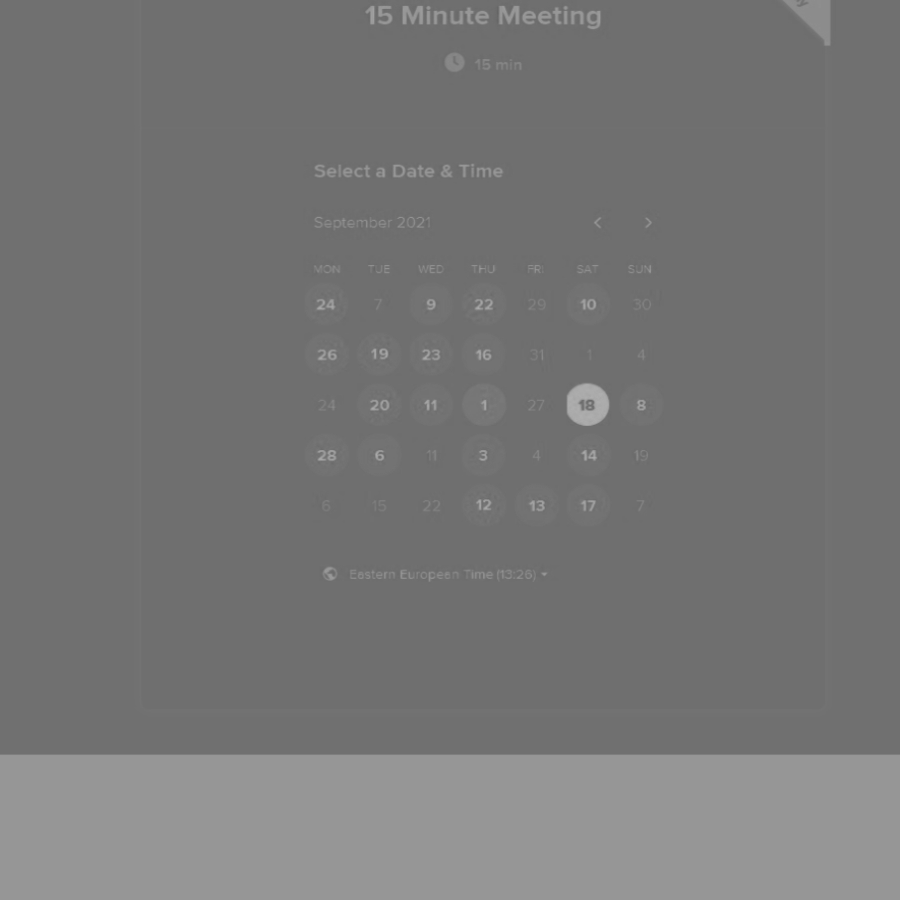 15 Minute Meeting
15 min
Select a Date & Time
September 2021
MON TUE WED THU FRI SAT SUN
24 7 9 22 29 10 30
26 19 23 16 31 1 4
24 20 11 1 27 18 8
28 6 11 3 4 14 19
6 15 22 12 13 17 7
Eastern European Time (13:26)